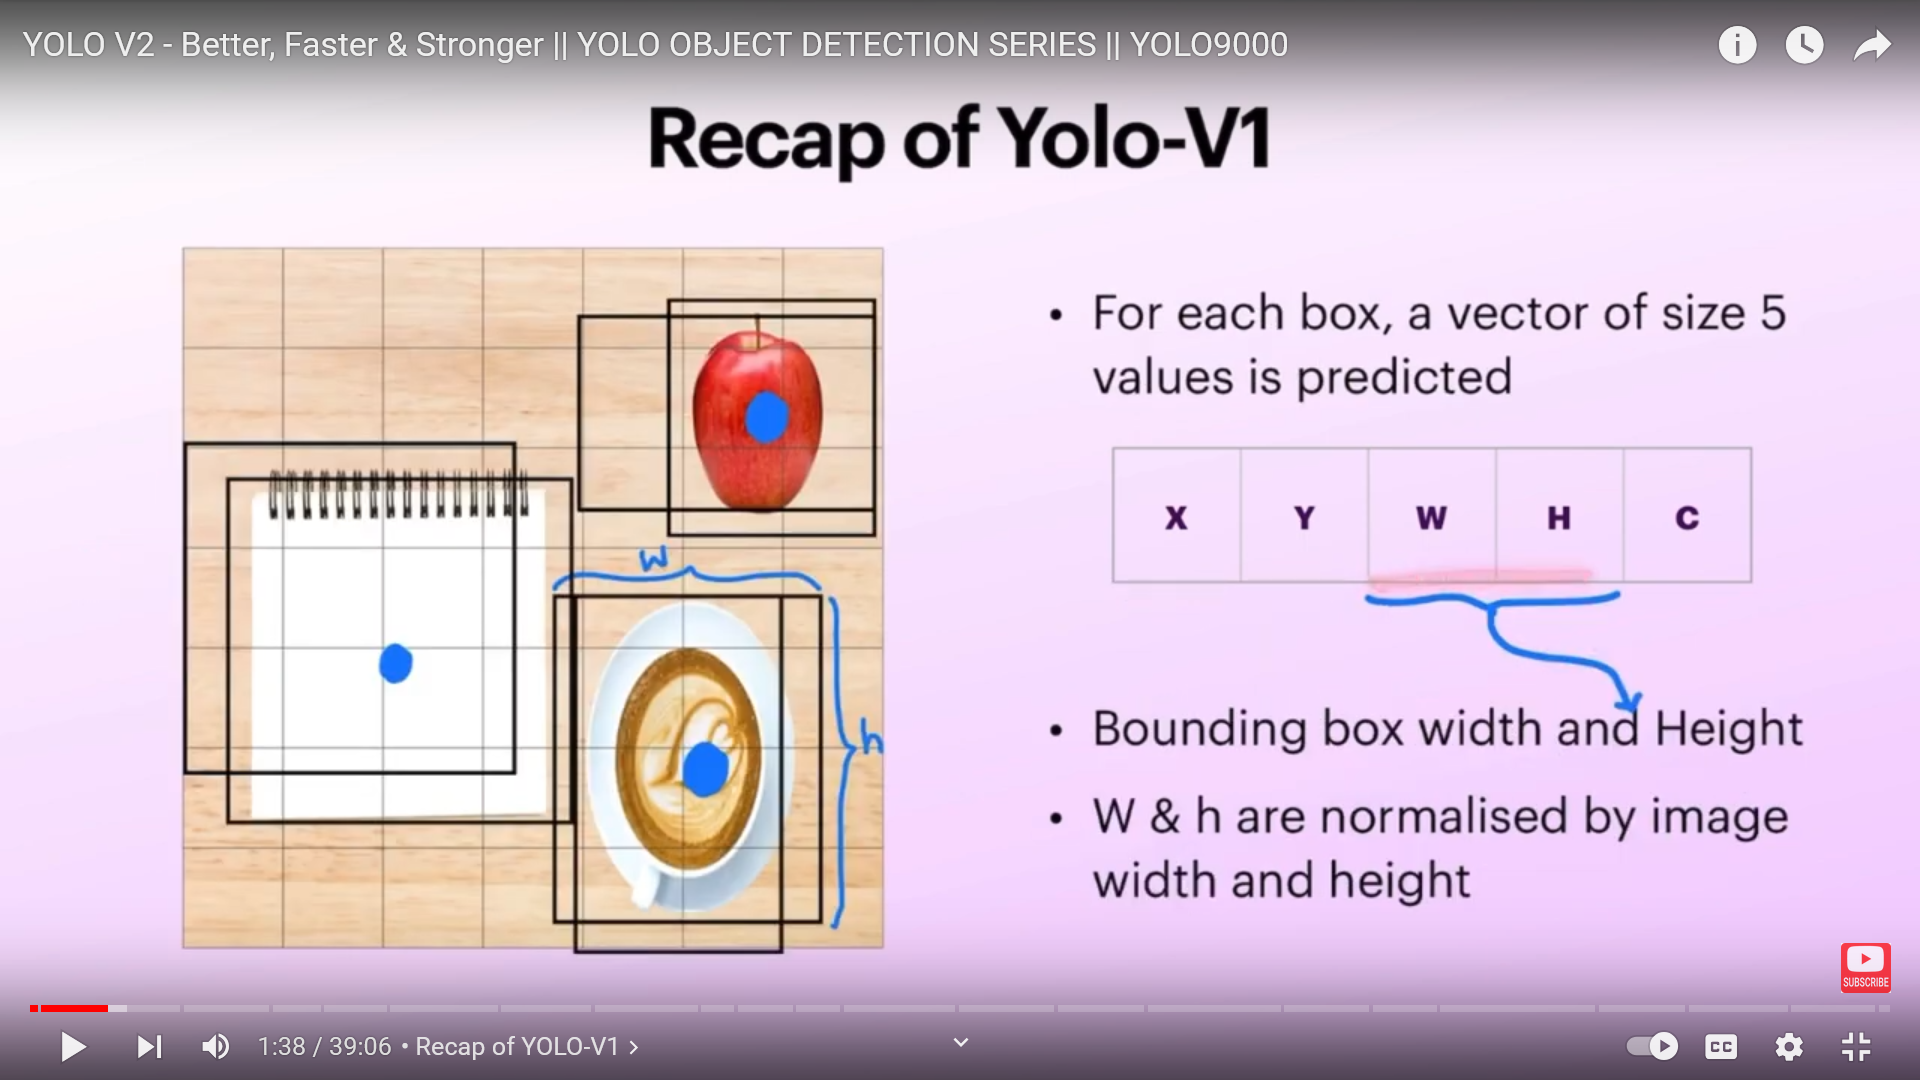 YOLO V2 - Better, Faster & Stronger || YOLO OBJECT DETECTION SERIES || YOLO9000
Recap of Yolo-V1
• For each box, a vector of size 5
values is predicted
X Y W H C
w
h
• Bounding box width and Height
• W & h are normalised by image
width and height
SUBSCRIBE
1:38 / 39:06 • Recap of YOLO-V1 >
CC